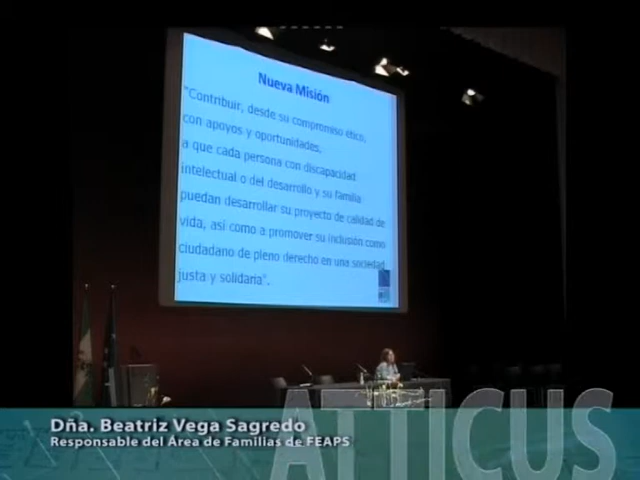 Nueva Misión
"Contribuir, desde su compromiso ético,
con apoyos y oportunidades,
a que cada persona con discapacidad
intelectual o del desarrollo y su familia
puedan desarrollar su proyecto de calidad de
vida, así como a promover su inclusión como
ciudadano de pleno derecho en una sociedad
justa y solidaria".
Dña. Beatriz Vega Sagredo
Responsable del Área de Familias de FEAPS
ATTICUS